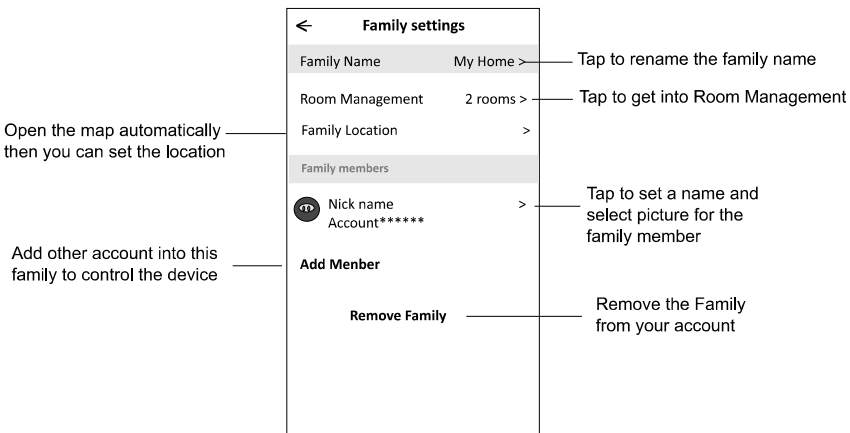 ← Family settings
Family Name My Home >
Tap to rename the family name
Room Management 2 rooms >
Tap to get into Room Management
Open the map automatically
then you can set the location
Family Location >
Family members
Nick name >
Account******
Tap to set a name and
select picture for the
family member
Add other account into this
family to control the device
Add Menber
Remove Family
Remove the Family
from your account